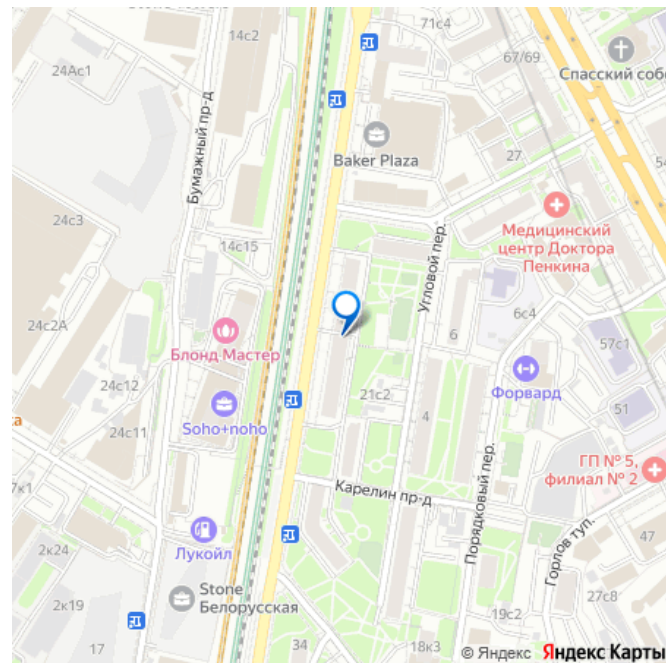 71с4
14с2
67/69
24Ас1
Спасский собо
Бумажный пр-д
Baker Plaza
27
54
Медицинский
центр Доктора
Пенкина
24с3
14с15
Угловой пер.
6с4
24с2А
6
57с1
Блонд Мастер
Форвард
24с12
21с2
51
4
Soho+noho
24с11
ГП № 5,
филиал № 2
Карелин пр-д
7к1
Порядковый пер.
Лукойл
Горлов туп.
47
2к24
Stone
Белорусская
27с8
2к19
19с2
17
34
18к3
© Яндекс Яндекс Карты